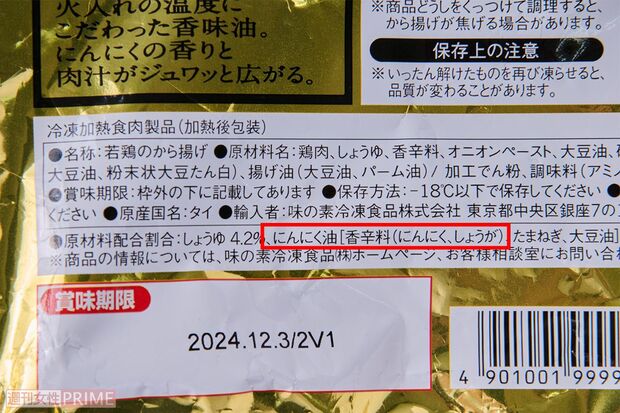 火入れの温度に
こだわった香味油。
にんにくの香りと
肉汁がジュワッと広がる。
※商品どうしをくっつけて調理すると、
から揚げが焦げる場合があります。
保存上の注意
※いったん解けたものを再び凍らせると、
品質が変わることがあります。
冷凍加熱食肉製品(加熱後包装)
●名称:若鶏のから揚げ ●原材料名:鶏肉、しょうゆ、香辛料、オニオンペースト、大豆油、
大豆油、粉末状大豆たん白)、揚げ油(大豆油、パーム油)/加工でん粉、調味料(アミノ
●賞味期限:枠外の下に記載してあります ●保存方法:-18℃以下で保存してください ●
ください ●原産国名:タイ ●輸入者:味の素冷凍食品株式会社 東京都中央区銀座7の
●原材料配合割合:しょうゆ 4.2%、にんにく油[香辛料(にんにく、しょうが)、たまねぎ、大豆油]
※商品の情報については、味の素冷凍食品㈱ホームページ、お客様相談室にお問い合
賞味期限
2024.12.3/2V1
4 901001 9999
週刊女性PRIME